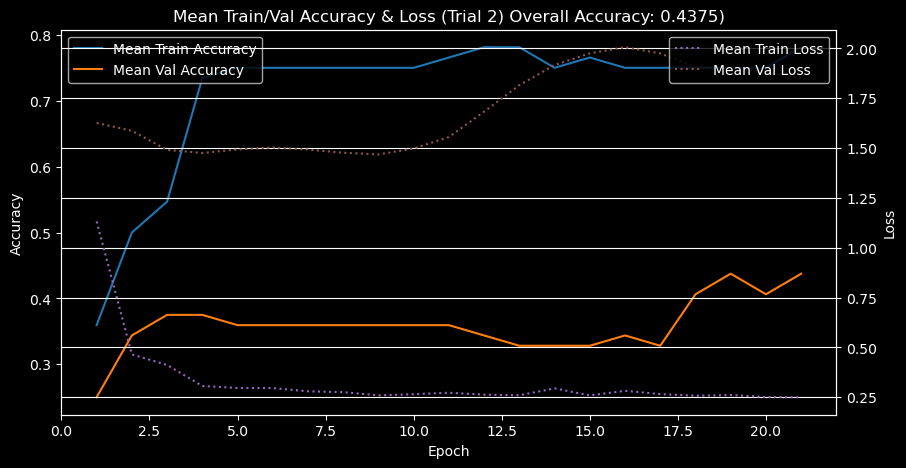 Mean Train/Val Accuracy & Loss (Trial 2) Overall Accuracy: 0.4375)
Mean Train Accuracy
Mean Val Accuracy
Mean Train Loss
Mean Val Loss
0.8
0.7
0.6
0.5
0.4
0.3
Accuracy
2.00
1.75
1.50
1.25
1.00
0.75
0.50
0.25
Loss
0.0 2.5 5.0 7.5 10.0 12.5 15.0 17.5 20.0
Epoch